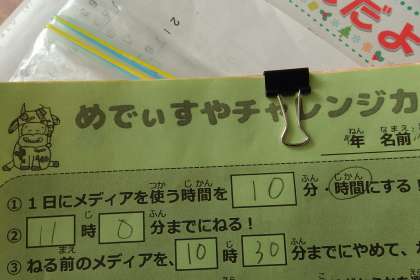 んだよ
めでぃすやチャレンジカ
年 名前
①1日にメディアを使う時間を 10 分・時間にする!
② 11 時 0 分までにねる!
③ねる前のメディアを、 10 時 30 分までにやめて、